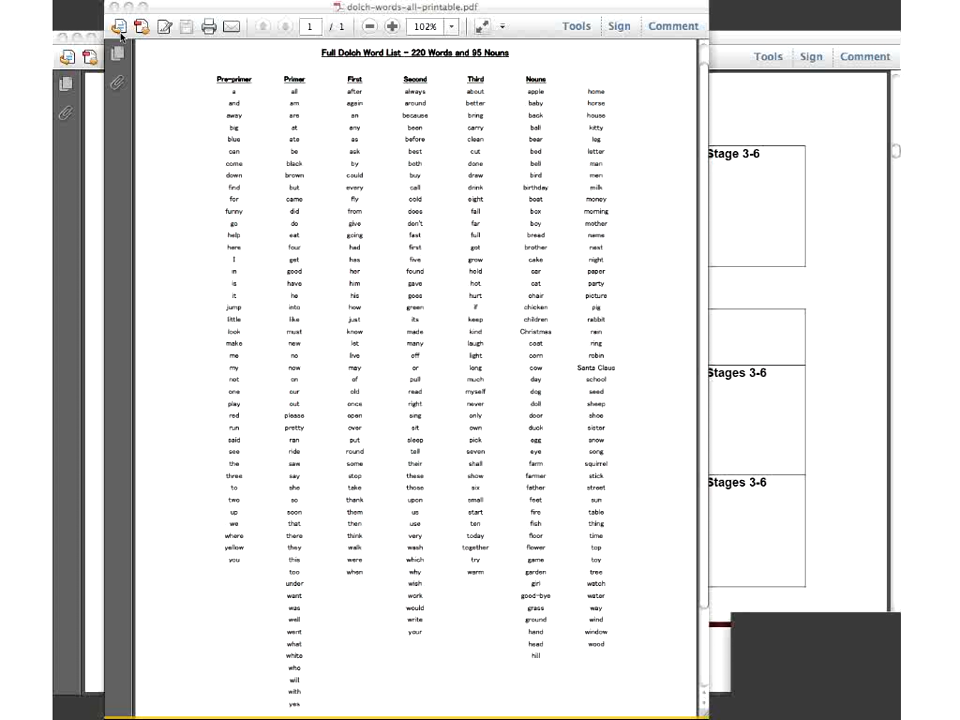 dolch-words-all-printable.pdf
1 / 1 102% Tools Sign Comment
Tools Sign Comment
Full Dolch Word List - 220 Words and 95 Nouns
Pre-primer Primer First Second Third Nouns
a all after always about apple home
and am again around better baby horse
away are an because bring back house
big at any been carry ball kitty
blue ate as before clean bear leg
can be ask best cut bed letter
come black by both done bell man
down brown could buy draw bird men
find but every call drink birthday milk
for came fly cold eight boat money
funny did from does fall box morning
go do give don't far boy mother
help eat going fast full bread name
here four had first got brother nest
I get has five grow cake night
in good her found hold car paper
is have him gave hot cat party
it he his goes hurt chair picture
jump into how green if chicken pig
little like just its keep children rabbit
look must know made kind Christmas rain
make new let many laugh coat ring
me no live off light corn robin
my now may or long cow Santa Claus
not on of pull much day school
one our old read myself dog seed
play out once right never doll sheep
red please open sing only door shoe
run pretty over sit own duck sister
said ran put sleep pick egg snow
see ride round tell seven eye song
the saw some their shall farm squirrel
three say stop these show farmer stick
to she take those six father street
two so thank upon small feet sun
up soon them us start fire table
we that then use ten fish thing
where there think very today floor time
yellow they walk wash together flower top
you this were which try game toy
too when why warm garden tree
under wish girl watch
want work good-bye water
was would grass way
well write ground wind
went your hand window
what head wood
white hill
who
will
with
yes
Stage 3-6
Stages 3-6
Stages 3-6